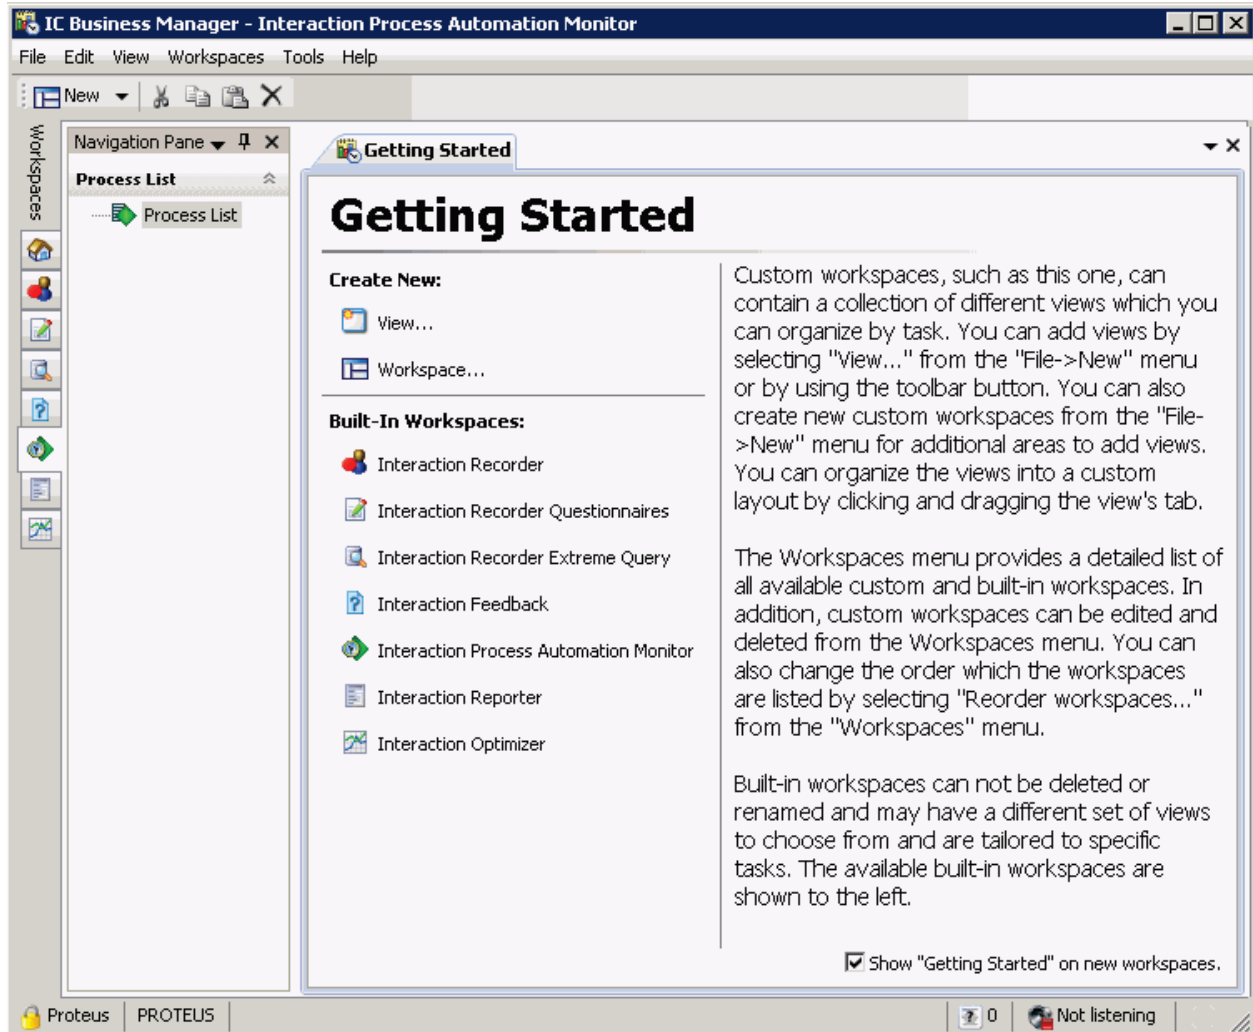 IC Business Manager - Interaction Process Automation Monitor
File Edit View Workspaces Tools Help
New
Workspaces
Navigation Pane
Process List
Process List
Getting Started
Getting Started
Create New:
View...
Workspace...
Built-In Workspaces:
Interaction Recorder
Interaction Recorder Questionnaires
Interaction Recorder Extreme Query
Interaction Feedback
Interaction Process Automation Monitor
Interaction Reporter
Interaction Optimizer
Custom workspaces, such as this one, can
contain a collection of different views which you
can organize by task. You can add views by
selecting "View..." from the "File->New" menu
or by using the toolbar button. You can also
create new custom workspaces from the "File-
>New" menu for additional areas to add views.
You can organize the views into a custom
layout by clicking and dragging the view's tab.
The Workspaces menu provides a detailed list of
all available custom and built-in workspaces. In
addition, custom workspaces can be edited and
deleted from the Workspaces menu. You can
also change the order which the workspaces
are listed by selecting "Reorder workspaces..."
from the "Workspaces" menu.
Built-in workspaces can not be deleted or
renamed and may have a different set of views
to choose from and are tailored to specific
tasks. The available built-in workspaces are
shown to the left.
Show "Getting Started" on new workspaces.
Proteus PROTEUS 0 Not listening